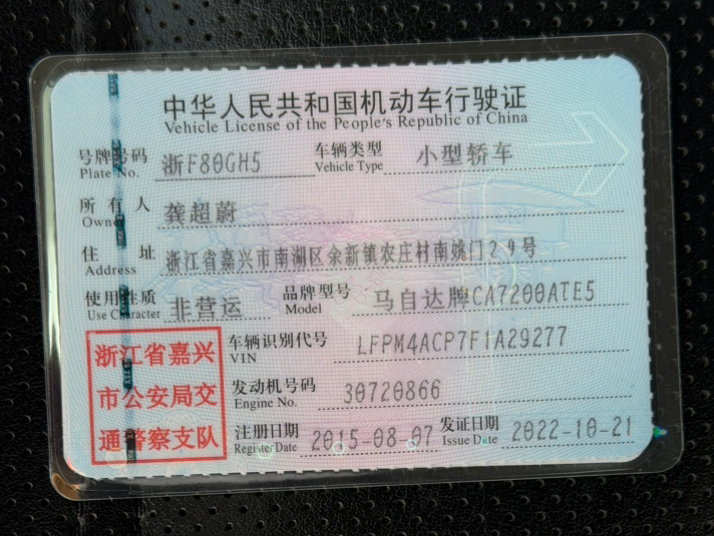 中华人民共和国机动车行驶证
Vehicle License of the People's Republic of China
号牌号码 浙F80GH5 车辆类型 小型轿车
Plate No. Vehicle Type
所有人 龚超蔚
Owner
住址 浙江省嘉兴市南湖区余新镇农庄村南姚门29号
Address
使用性质 非营运 品牌型号 马自达牌CA7200ATE5
Use Character Model
浙江省嘉兴
市公安局交
通警察支队
车辆识别代号 LFPM4ACP7F1A29277
VIN
发动机号码 30720866
Engine No.
注册日期 2015-08-07 发证日期 2022-10-21
Register Date Issue Date